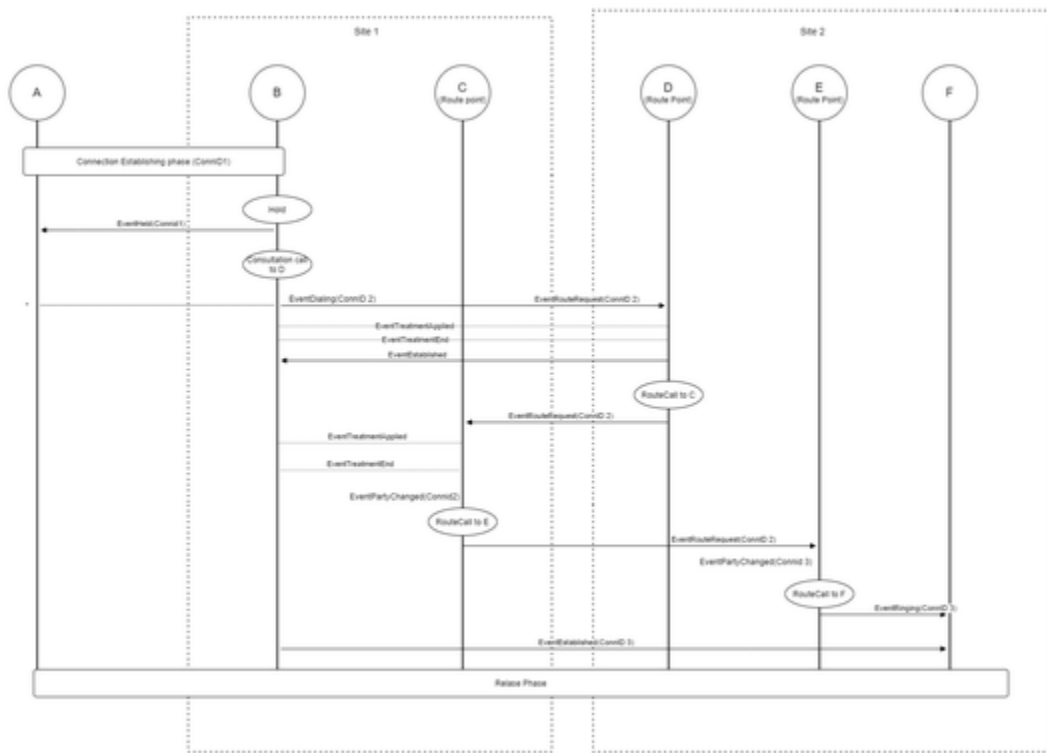 Site 1
Site 2
A
B
C
(Route point)
D
(Route Point)
E
(Route Point)
F
Connection Establishing phase (ConnID1)
Hold
EventHeld(Connid1)
Consultation call
to D
EventDialing(ConnID 2)
EventRouteRequest(ConnID 2)
EventTreatmentApplied
EventTreatmentEnd
EventEstablished
RouteCall to C
EventRouteRequest(ConnID 2)
EventTreatmentApplied
EventTreatmentEnd
EventPartyChanged(Connid2)
RouteCall to E
EventRouteRequest(ConnID 2)
EventPartyChanged(Connid 3)
RouteCall to F
EventRinging(ConnID 3)
EventEstablished(ConnID 3)
Relase Phase